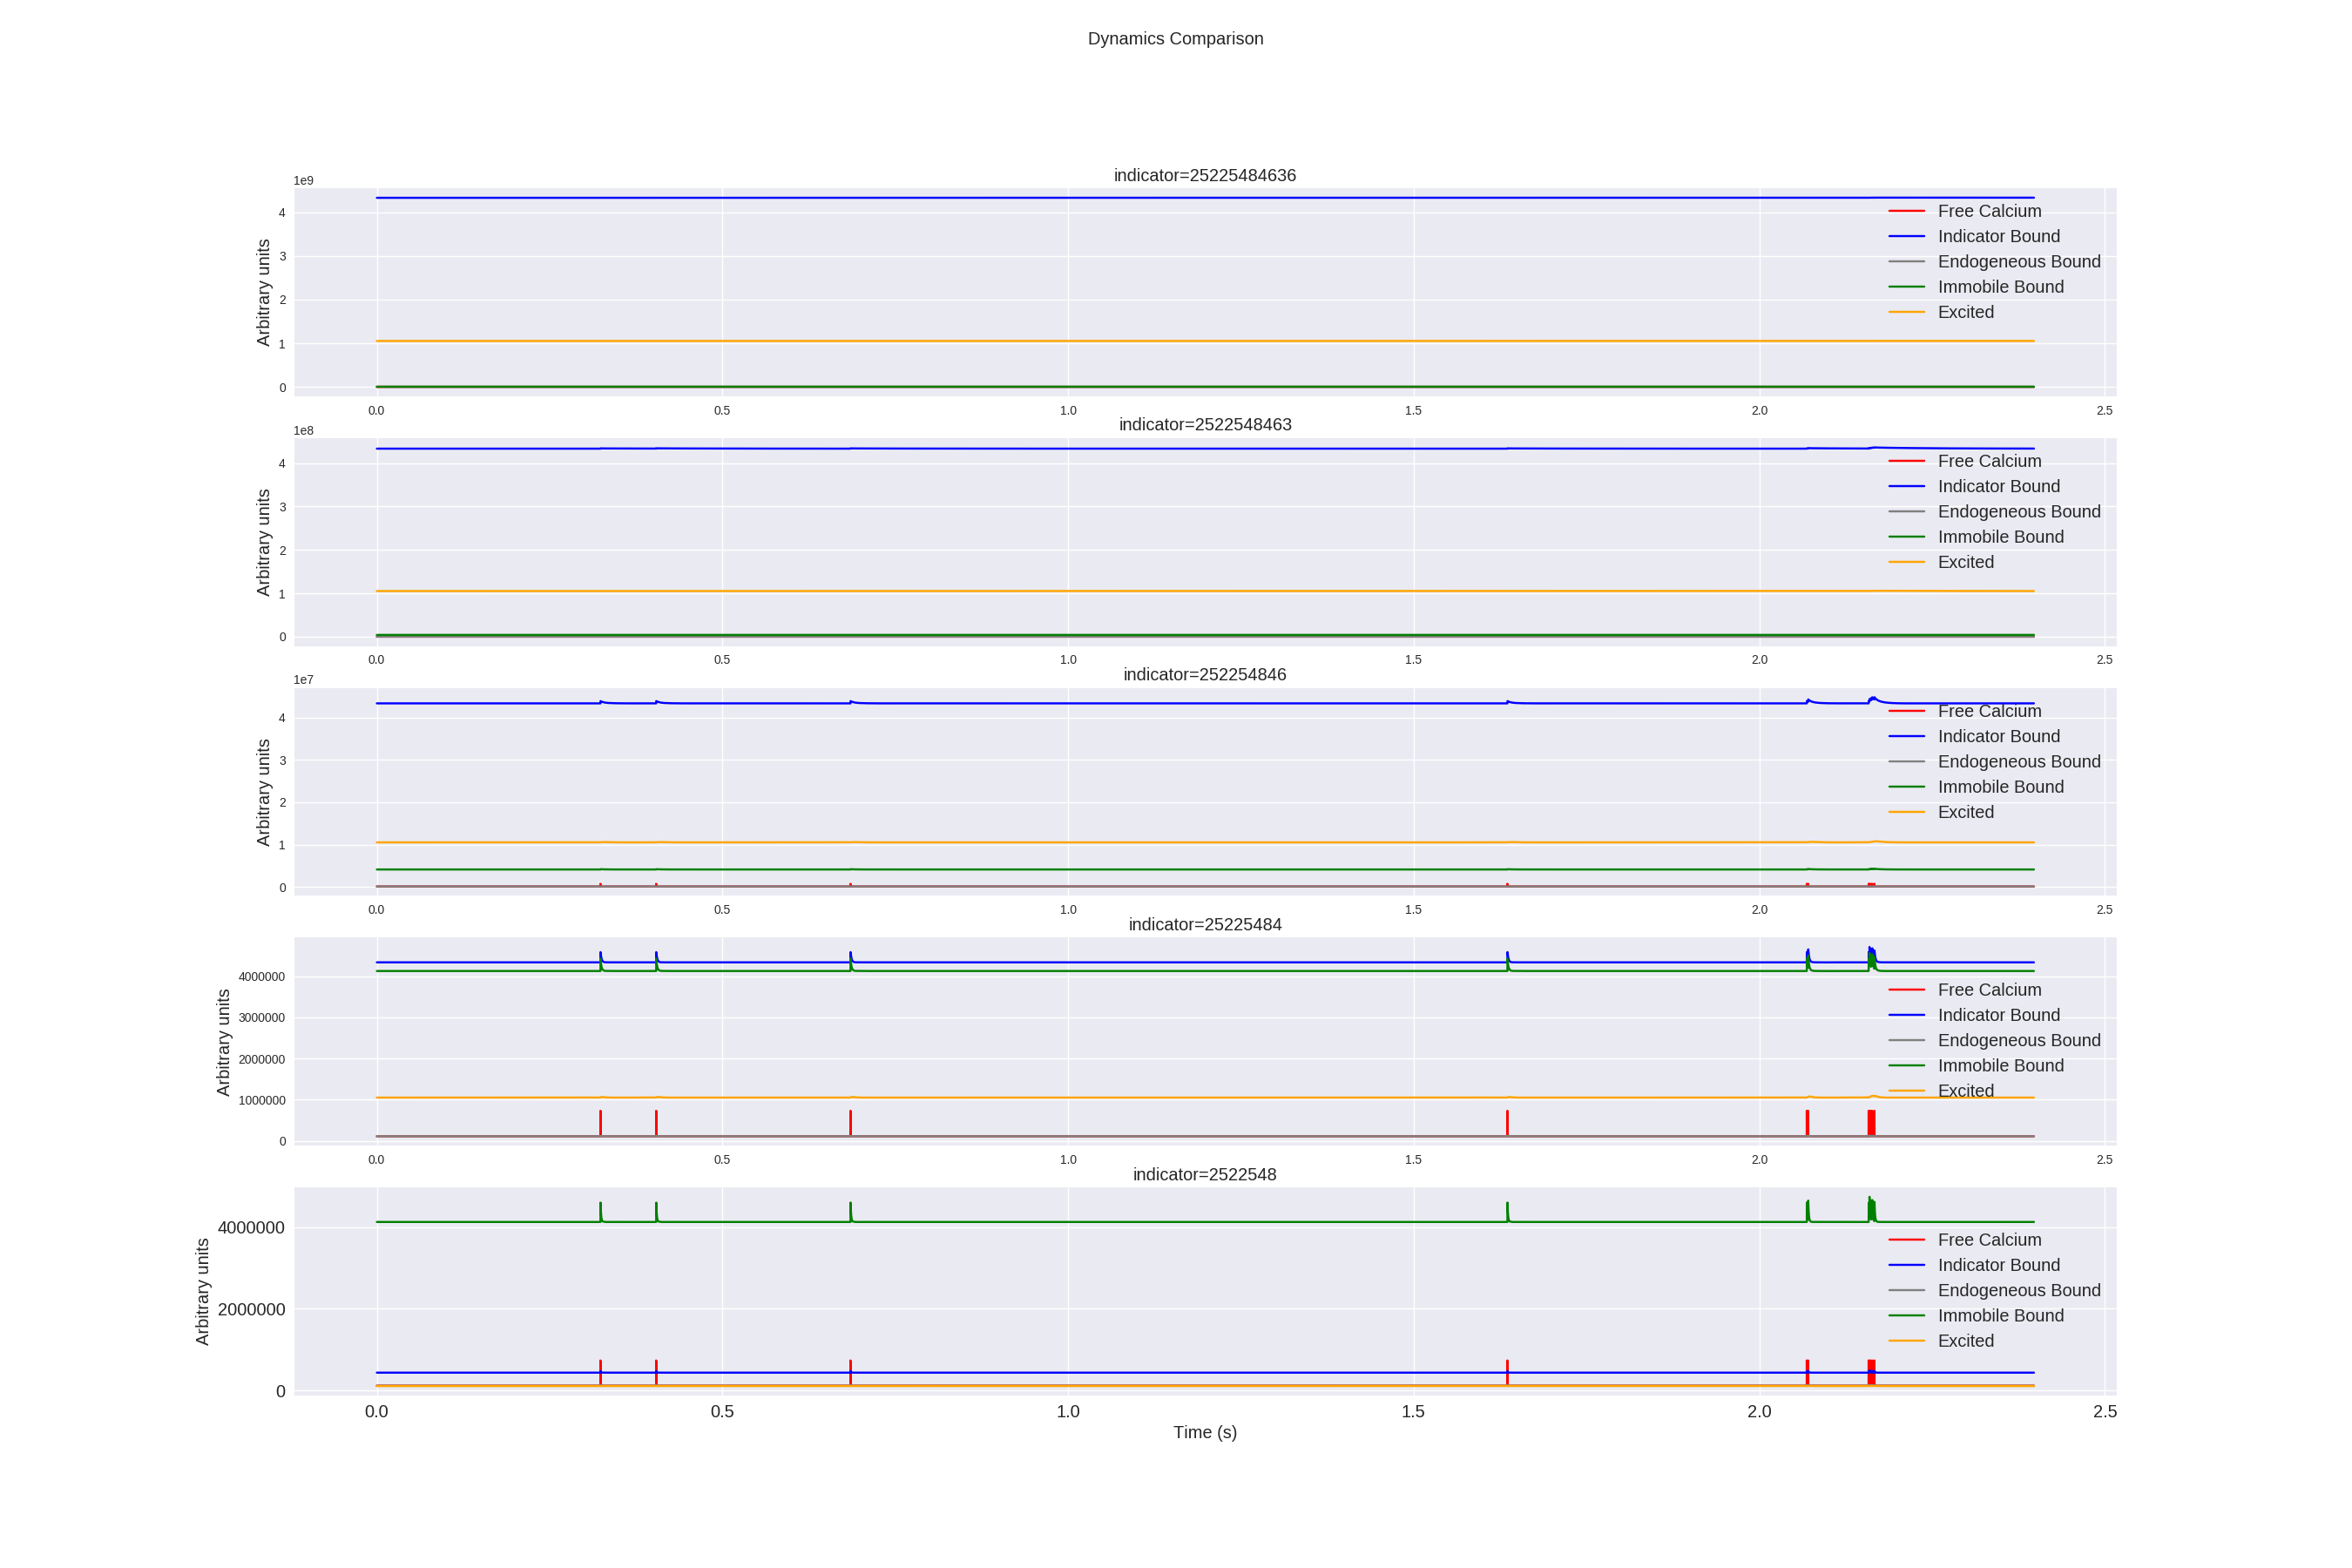 Dynamics Comparison
indicator=25225484636
1e9
Arbitrary units
4
3
2
1
0
Free Calcium
Indicator Bound
Endogeneous Bound
Immobile Bound
Excited
0.0 0.5 1.0 1.5 2.0 2.5
indicator=2522548463
1e8
Arbitrary units
4
3
2
1
0
Free Calcium
Indicator Bound
Endogeneous Bound
Immobile Bound
Excited
0.0 0.5 1.0 1.5 2.0 2.5
indicator=252254846
1e7
Arbitrary units
4
3
2
1
0
Free Calcium
Indicator Bound
Endogeneous Bound
Immobile Bound
Excited
0.0 0.5 1.0 1.5 2.0 2.5
indicator=25225484
Arbitrary units
4000000
3000000
2000000
1000000
0
Free Calcium
Indicator Bound
Endogeneous Bound
Immobile Bound
Excited
0.0 0.5 1.0 1.5 2.0 2.5
indicator=2522548
Arbitrary units
4000000
2000000
0
Free Calcium
Indicator Bound
Endogeneous Bound
Immobile Bound
Excited
0.0 0.5 1.0 1.5 2.0 2.5
Time (s)